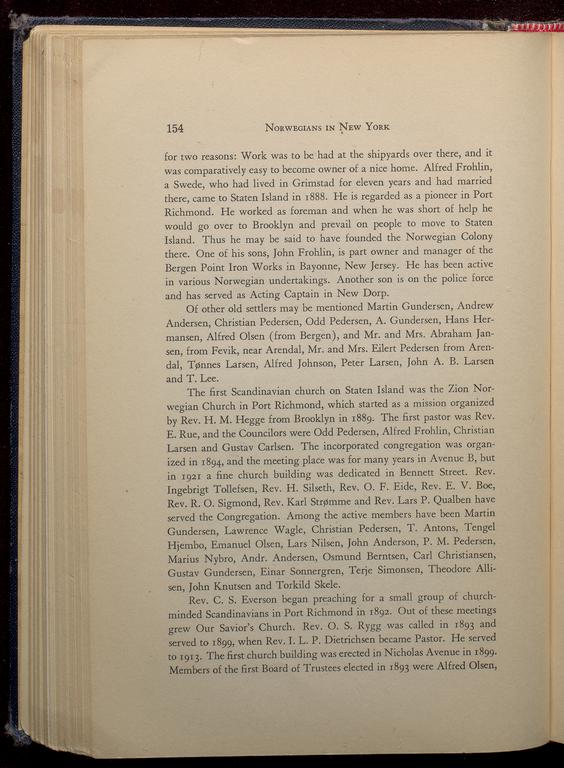 154 Norwegians in New York
for two reasons: Work was to be had at the shipyards over there, and it
was comparatively easy to become owner of a nice home. Alfred Frohlin,
a Swede, who had lived in Grimstad for eleven years and had married
there, came to Staten Island in 1888. He is regarded as a pioneer in Port
Richmond. He worked as foreman and when he was short of help he
would go over to Brooklyn and prevail on people to move to Staten
Island. Thus he may be said to have founded the Norwegian Colony
there. One of his sons, John Frohlin, is part owner and manager of the
Bergen Point Iron Works in Bayonne, New Jersey. He has been active
in various Norwegian undertakings. Another son is on the police force
and has served as Acting Captain in New Dorp.
Of other old settlers may be mentioned Martin Gundersen, Andrew
Andersen, Christian Pedersen, Odd Pedersen, A. Gundersen, Hans Her-
mansen, Alfred Olsen (from Bergen), and Mr. and Mrs. Abraham Jan-
sen, from Fevik, near Arendal, Mr. and Mrs. Eilert Pedersen from Aren-
dal, Tønnes Larsen, Alfred Johnson, Peter Larsen, John A. B. Larsen
and T. Lee.
The first Scandinavian church on Staten Island was the Zion Nor-
wegian Church in Port Richmond, which started as a mission organized
by Rev. H. M. Hegge from Brooklyn in 1889. The first pastor was Rev.
E. Rue, and the Councilors were Odd Pedersen, Alfred Frohlin, Christian
Larsen and Gustav Carlsen. The incorporated congregation was organ-
ized in 1894, and the meeting place was for many years in Avenue B, but
in 1921 a fine church building was dedicated in Bennett Street. Rev.
Ingebrigt Tollefsen, Rev. H. Silseth, Rev. O. F. Eide, Rev. E. V. Boe,
Rev. R. O. Sigmond, Rev. Karl Strømme and Rev. Lars P. Qualben have
served the Congregation. Among the active members have been Martin
Gundersen, Lawrence Wagle, Christian Pedersen, T. Antons, Tengel
Hjembo, Emanuel Olsen, Lars Nilsen, John Anderson, P. M. Pedersen,
Marius Nybro, Andr. Andersen, Osmund Berntsen, Carl Christiansen,
Gustav Gundersen, Einar Sonnergren, Terje Simonsen, Theodore Alli-
sen, John Knutsen and Torkild Skele.
Rev. C. S. Everson began preaching for a small group of church-
minded Scandinavians in Port Richmond in 1892. Out of these meetings
grew Our Savior's Church. Rev. O. S. Rygg was called in 1893 and
served to 1899, when Rev. I. L. P. Dietrichsen became Pastor. He served
to 1913. The first church building was erected in Nicholas Avenue in 1899.
Members of the first Board of Trustees elected in 1893 were Alfred Olsen,